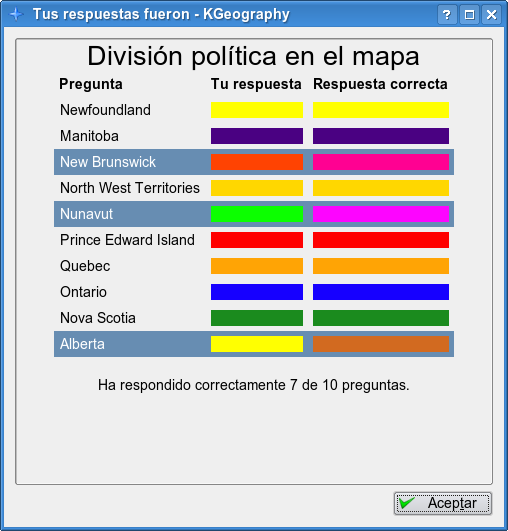 Tus respuestas fueron - KGeography
División política en el mapa
Pregunta Tu respuesta Respuesta correcta
Newfoundland
Manitoba
New Brunswick
North West Territories
Nunavut
Prince Edward Island
Quebec
Ontario
Nova Scotia
Alberta
Ha respondido correctamente 7 de 10 preguntas.
Aceptar